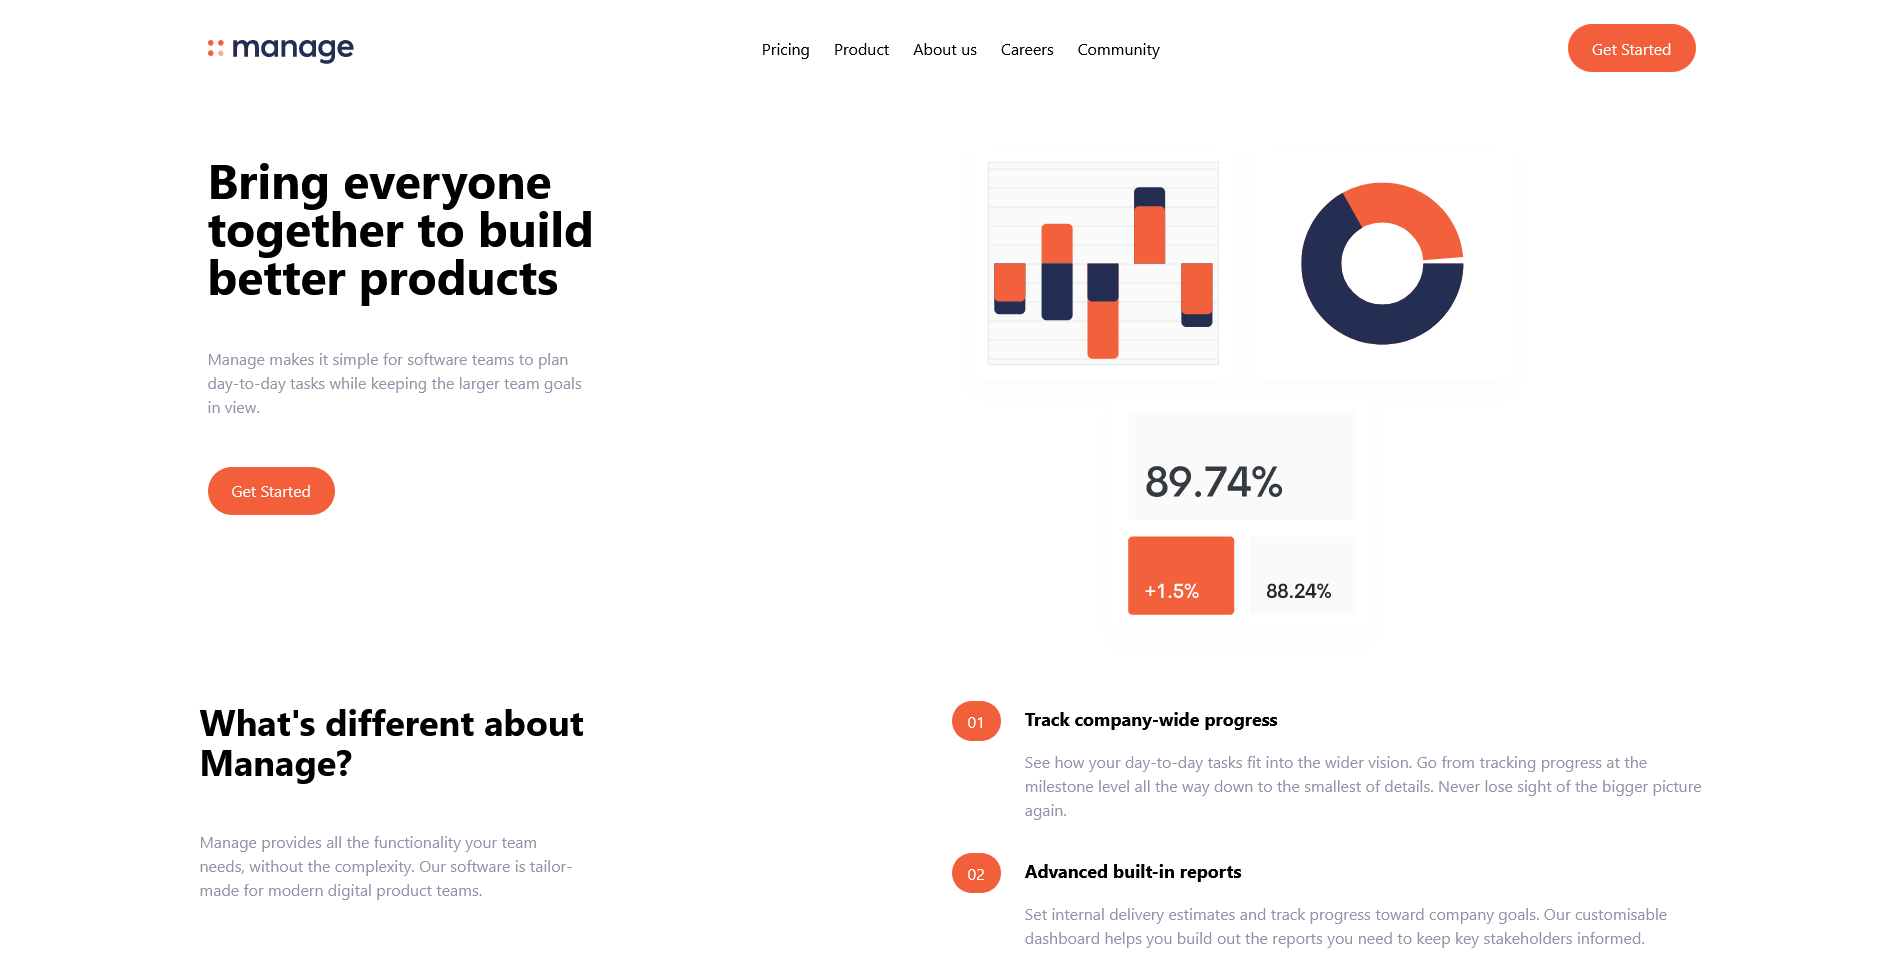 manage
Pricing Product About us Careers Community
Get Started
Bring everyone
together to build
better products
Manage makes it simple for software teams to plan
day-to-day tasks while keeping the larger team goals
in view.
Get Started
89.74%
+1.5% 88.24%
What's different about
Manage?
Manage provides all the functionality your team
needs, without the complexity. Our software is tailor-
made for modern digital product teams.
01 Track company-wide progress
See how your day-to-day tasks fit into the wider vision. Go from tracking progress at the
milestone level all the way down to the smallest of details. Never lose sight of the bigger picture
again.
02 Advanced built-in reports
Set internal delivery estimates and track progress toward company goals. Our customisable
dashboard helps you build out the reports you need to keep key stakeholders informed.